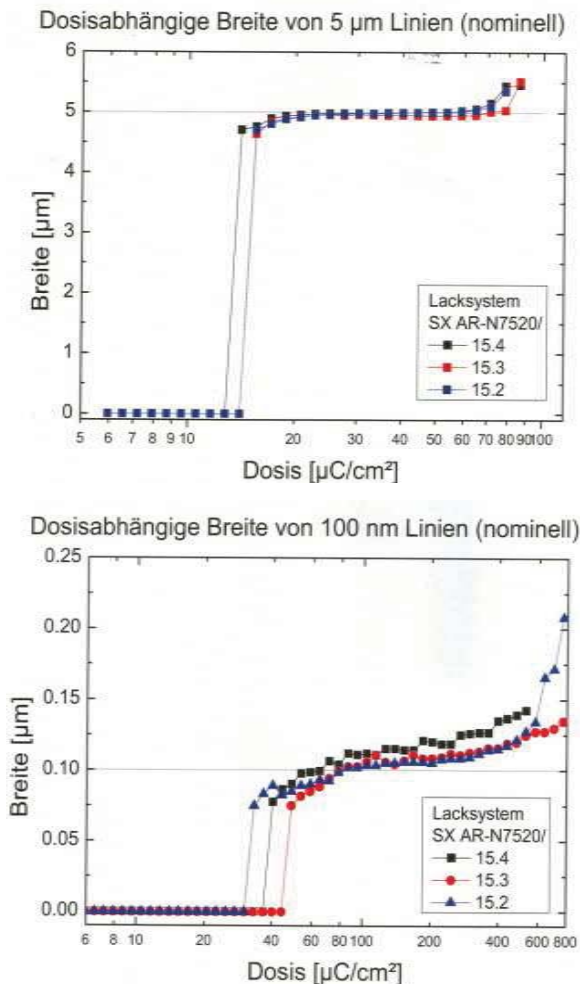 Dosisabhängige Breite von 5 µm Linien (nominell)
6
5
4
3
2
1
0
Breite [µm]
5 6 7 8 9 10 20 30 40 50 60 70 80 90 100
Dosis [µC/cm²]
Lacksystem
SX AR-N7520/
15.4
15.3
15.2
Dosisabhängige Breite von 100 nm Linien (nominell)
0.25
0.20
0.15
0.10
0.05
0.00
Breite [µm]
6 8 10 20 40 60 80 100 200 400 600 800
Dosis [µC/cm²]
Lacksystem
SX AR-N7520/
15.4
15.3
15.2